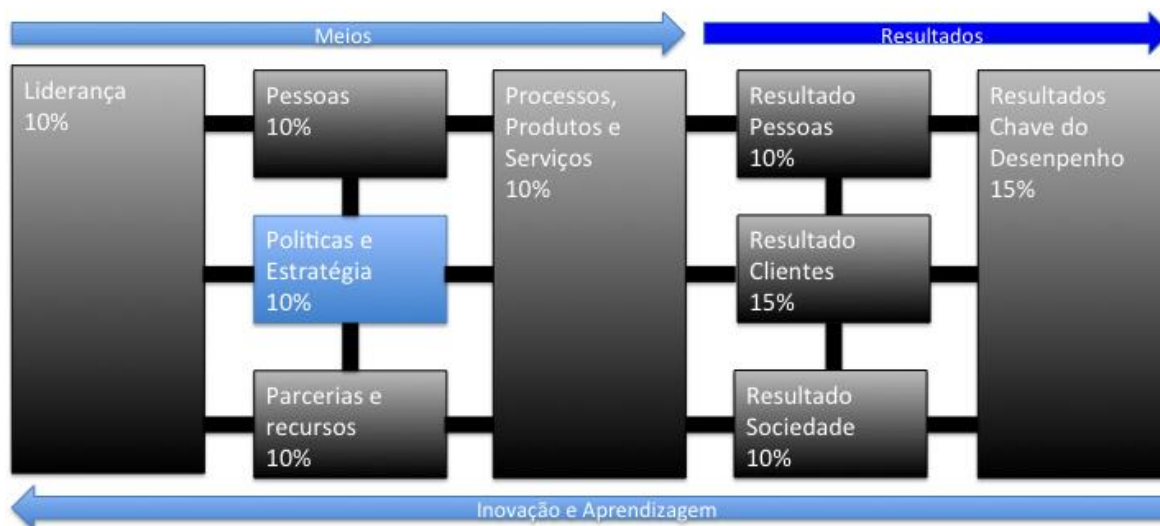 Meios
Resultados
Liderança
10%
Pessoas
10%
Processos,
Produtos e
Serviços
10%
Resultado
Pessoas
10%
Resultados
Chave do
Desenpenho
15%
Politicas e
Estratégia
10%
Resultado
Clientes
15%
Parcerias e
recursos
10%
Resultado
Sociedade
10%
Inovação e Aprendizagem